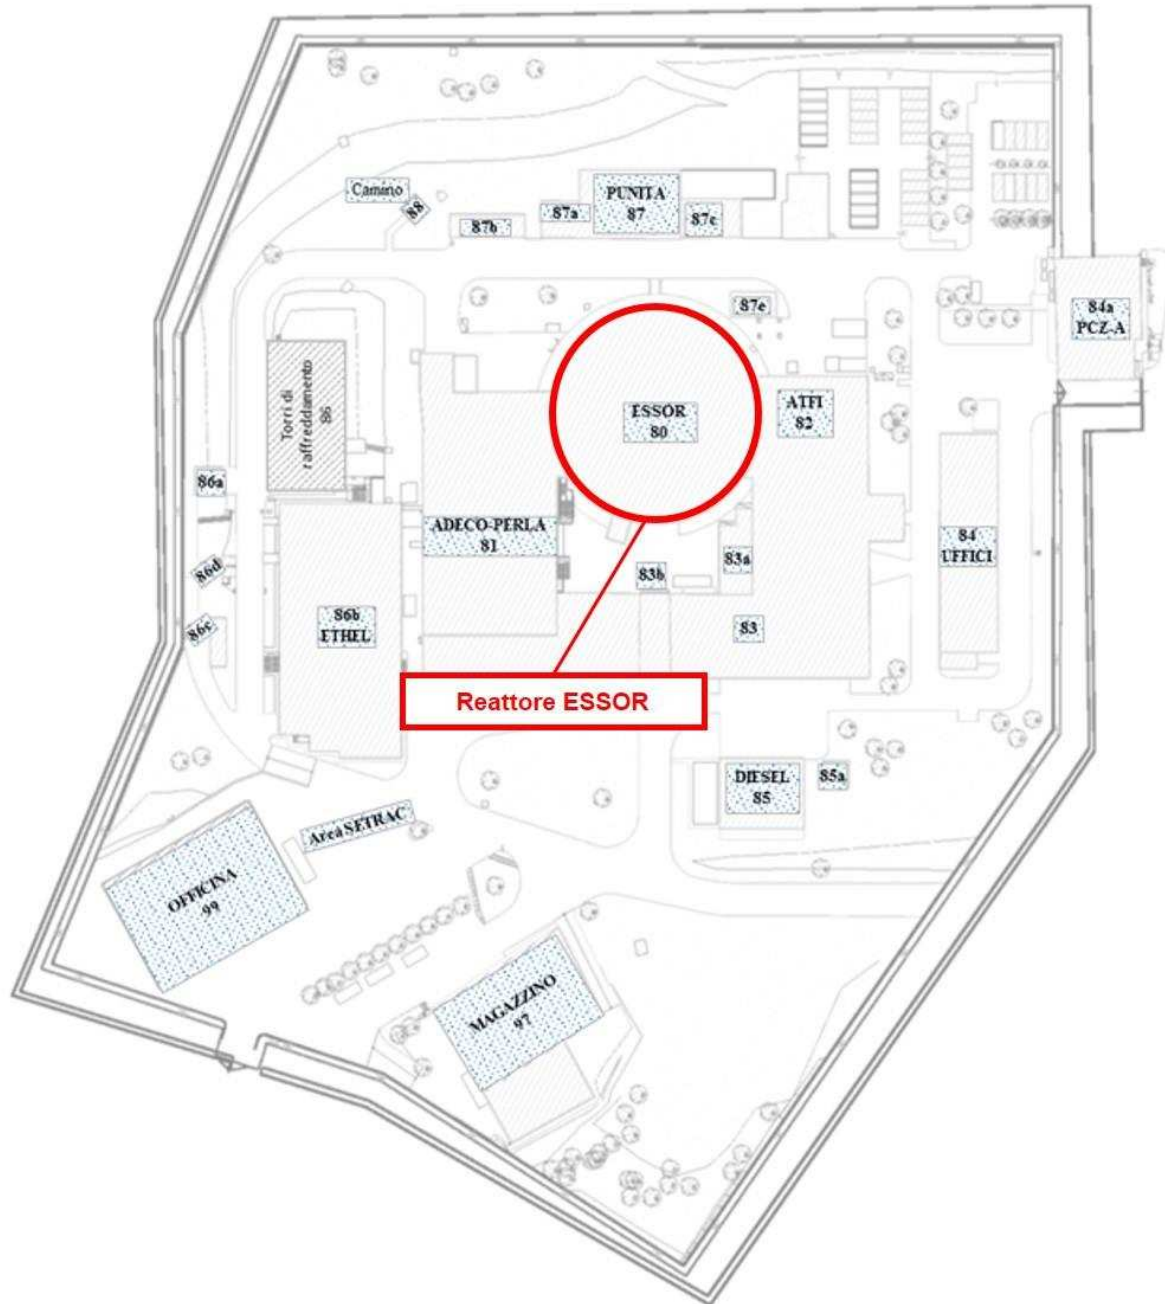 Camino
88
87b
87a
PUNITA
87
87c
87e
84a
PCZ-A
Torri di
raffreddamento
86
ESSOR
80
ATFI
82
86a
ADECO-PERLA
81
84
UFFICI
86d
83a
83b
86c
86b
ETHEL
83
Reattore ESSOR
DIESEL
85
85a
Area SETRAC
OFFICINA
99
MAGAZZINO
97